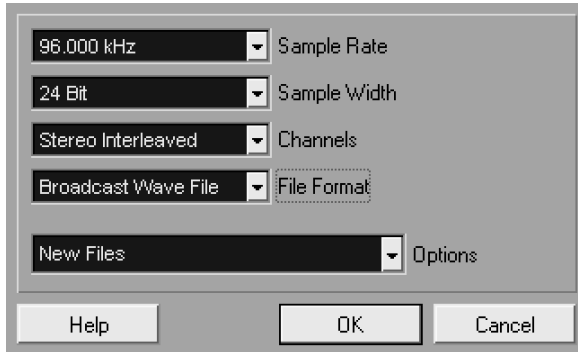 96.000 kHz Sample Rate
24 Bit Sample Width
Stereo Interleaved Channels
Broadcast Wave File File Format
New Files Options
Help OK Cancel